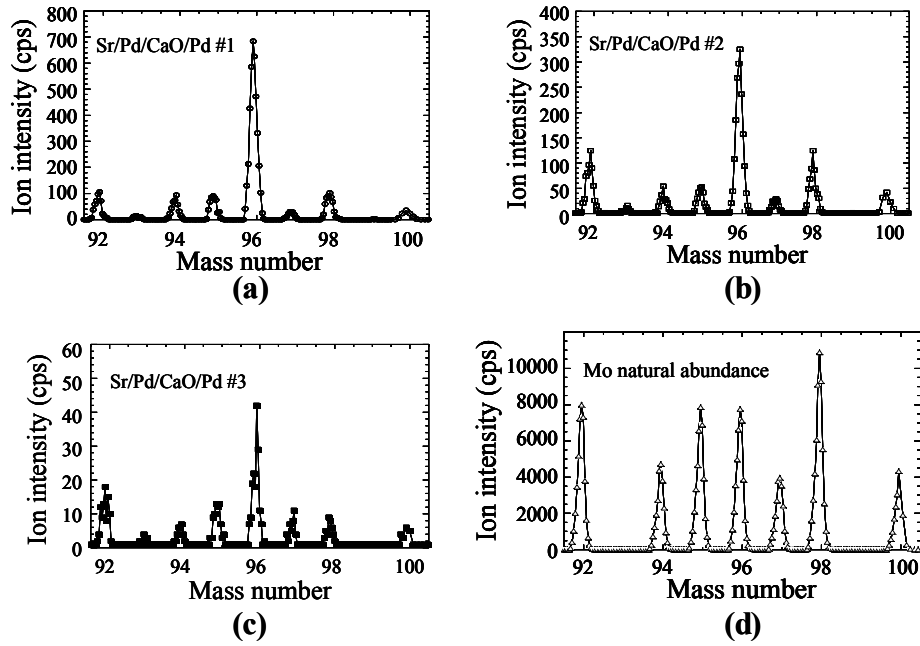 Ion intensity (cps)
800
700
600
500
400
300
200
100
0
Sr/Pd/CaO/Pd #1
92 94 96 98 100
Mass number
(a)
Ion intensity (cps)
400
350
300
250
200
150
100
50
0
Sr/Pd/CaO/Pd #2
92 94 96 98 100
Mass number
(b)
Ion intensity (cps)
60
50
40
30
20
10
0
Sr/Pd/CaO/Pd #3
92 94 96 98 100
Mass number
(c)
Ion intensity (cps)
10000
8000
6000
4000
2000
0
Mo natural abundance
92 94 96 98 100
Mass number
(d)